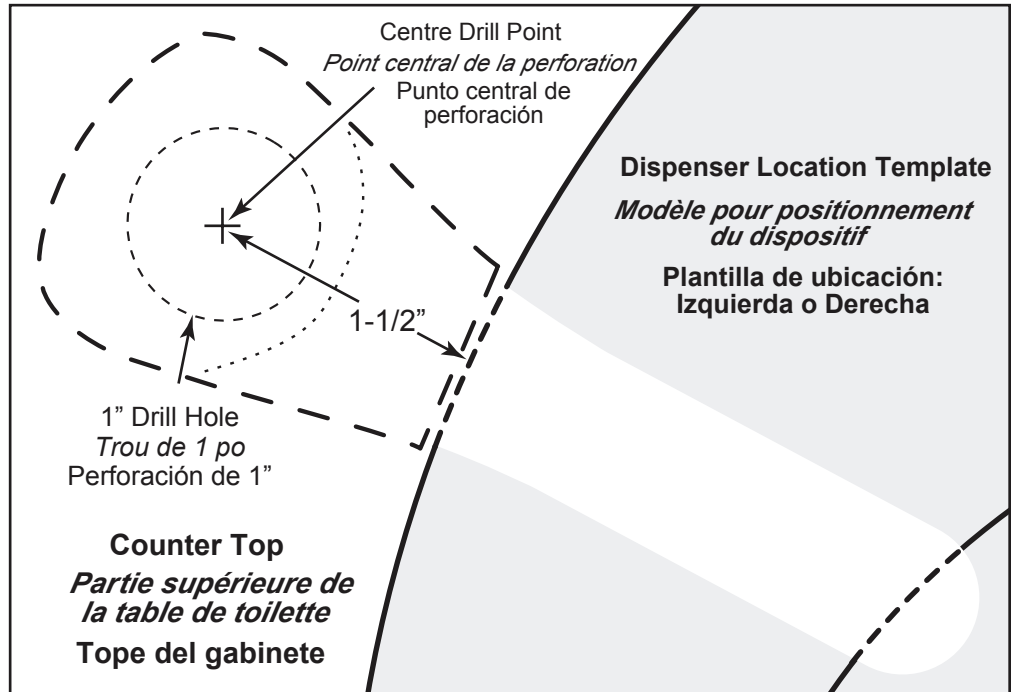 Centre Drill Point
Point central de la perforation
Punto central de
perforación
Dispenser Location Template
Modèle pour positionnement
du dispositif
Plantilla de ubicación:
Izquierda o Derecha
1-1/2”
1” Drill Hole
Trou de 1 po
Perforación de 1”
Counter Top
Partie supérieure de
la table de toilette
Tope del gabinete